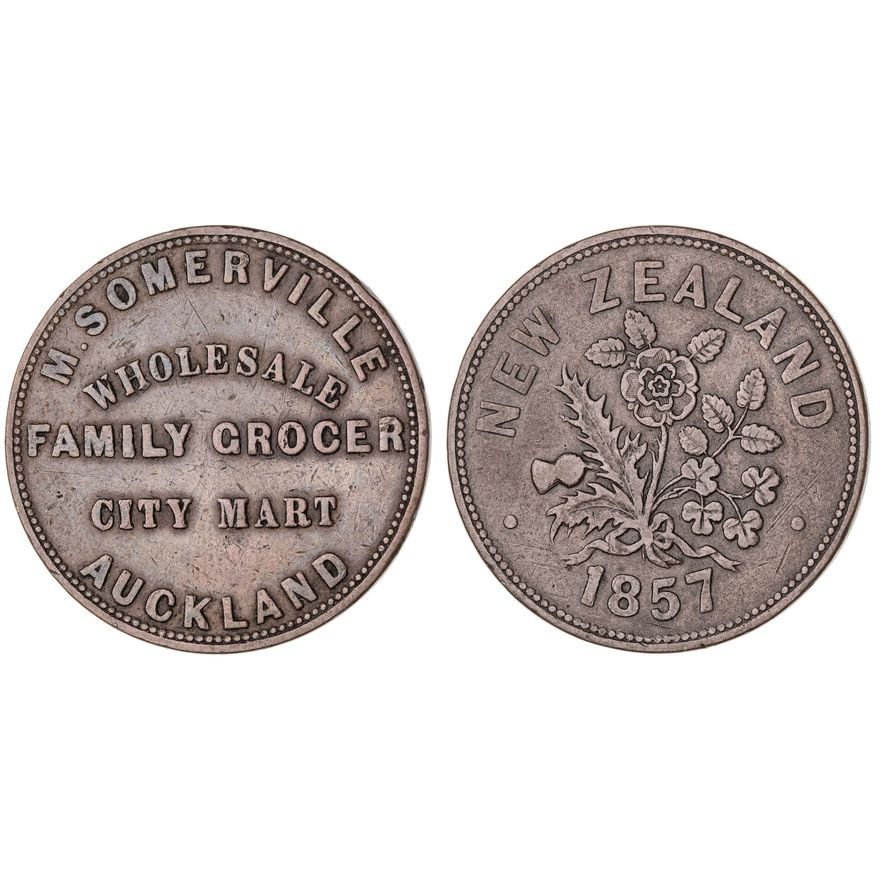 M. SOMERVILLE
WHOLESALE
FAMILY GROCER
CITY MART
AUCKLAND
NEW ZEALAND
1857